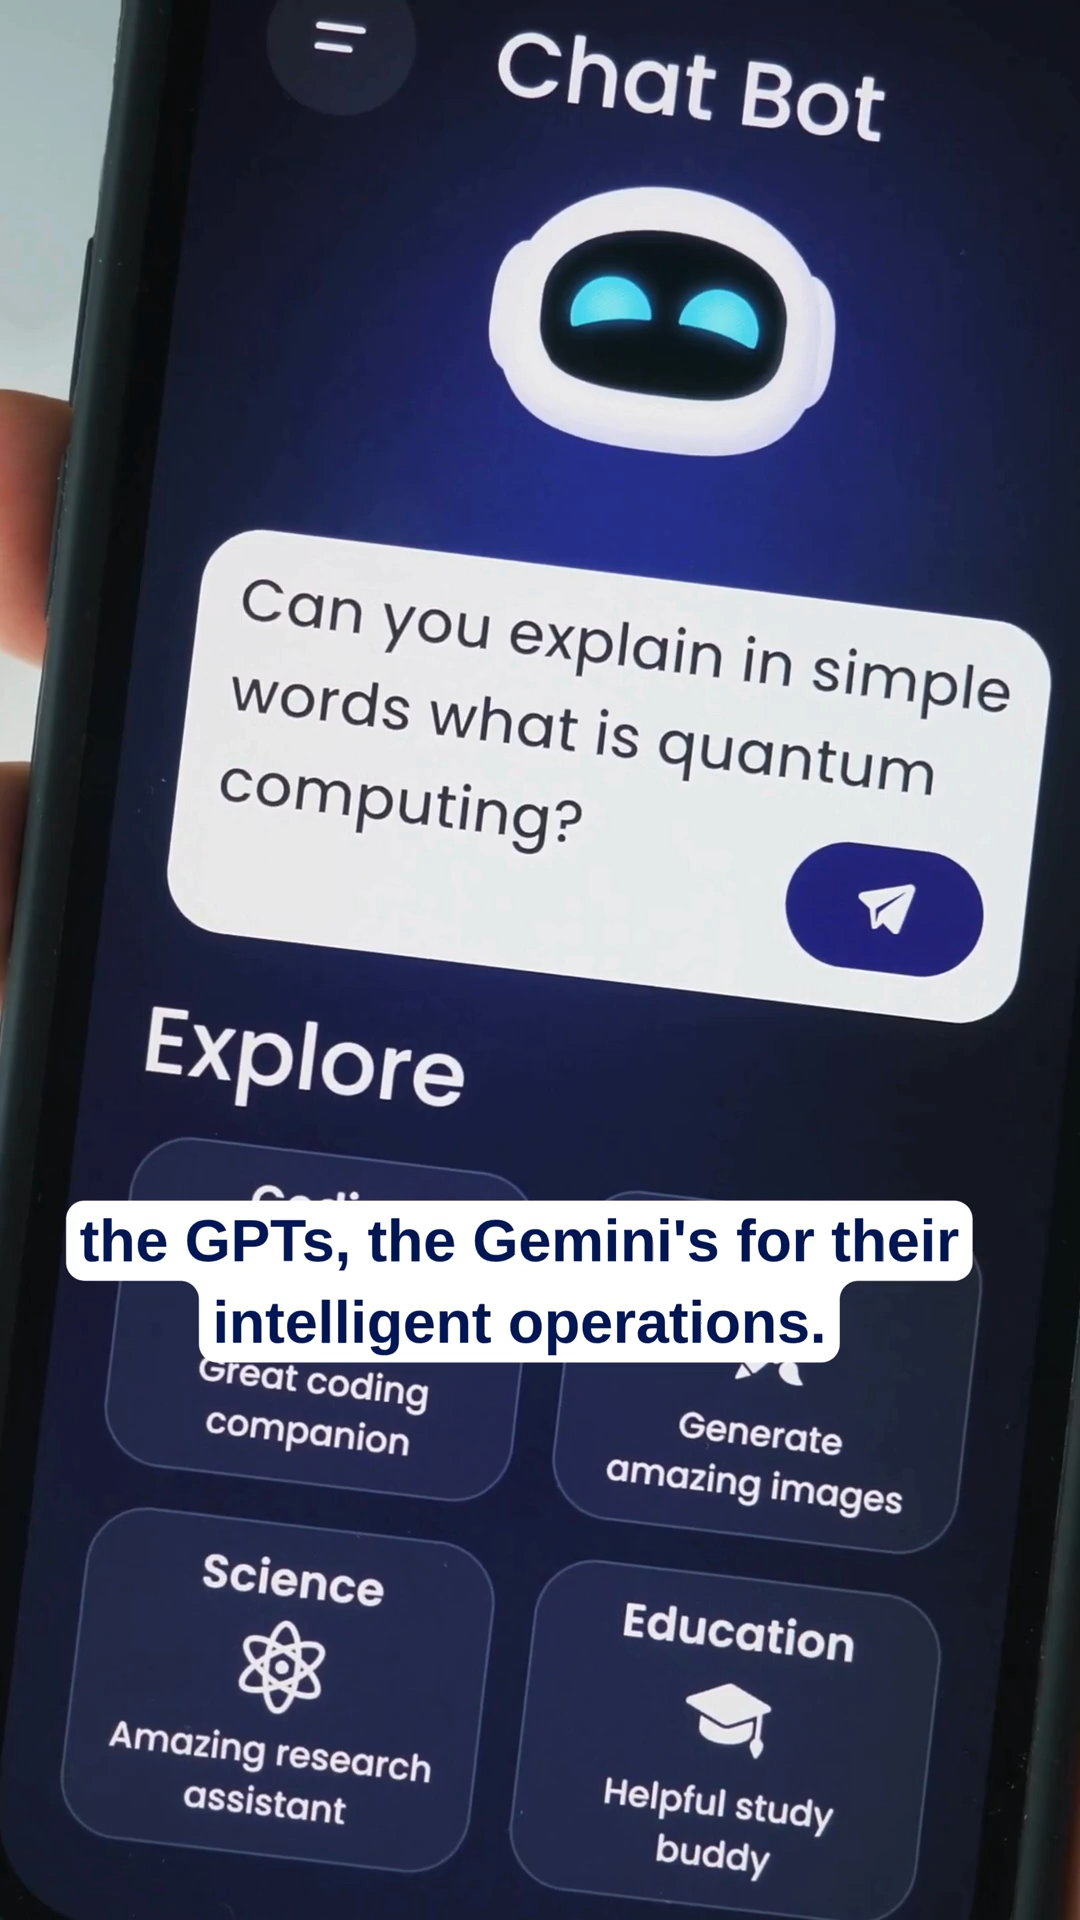 Chat Bot
Can you explain in simple
words what is quantum
computing?
Explore
the GPTs, the Gemini's for their
intelligent operations.
Great coding
companion
Generate
amazing images
Science
Amazing research
assistant
Education
Helpful study
buddy